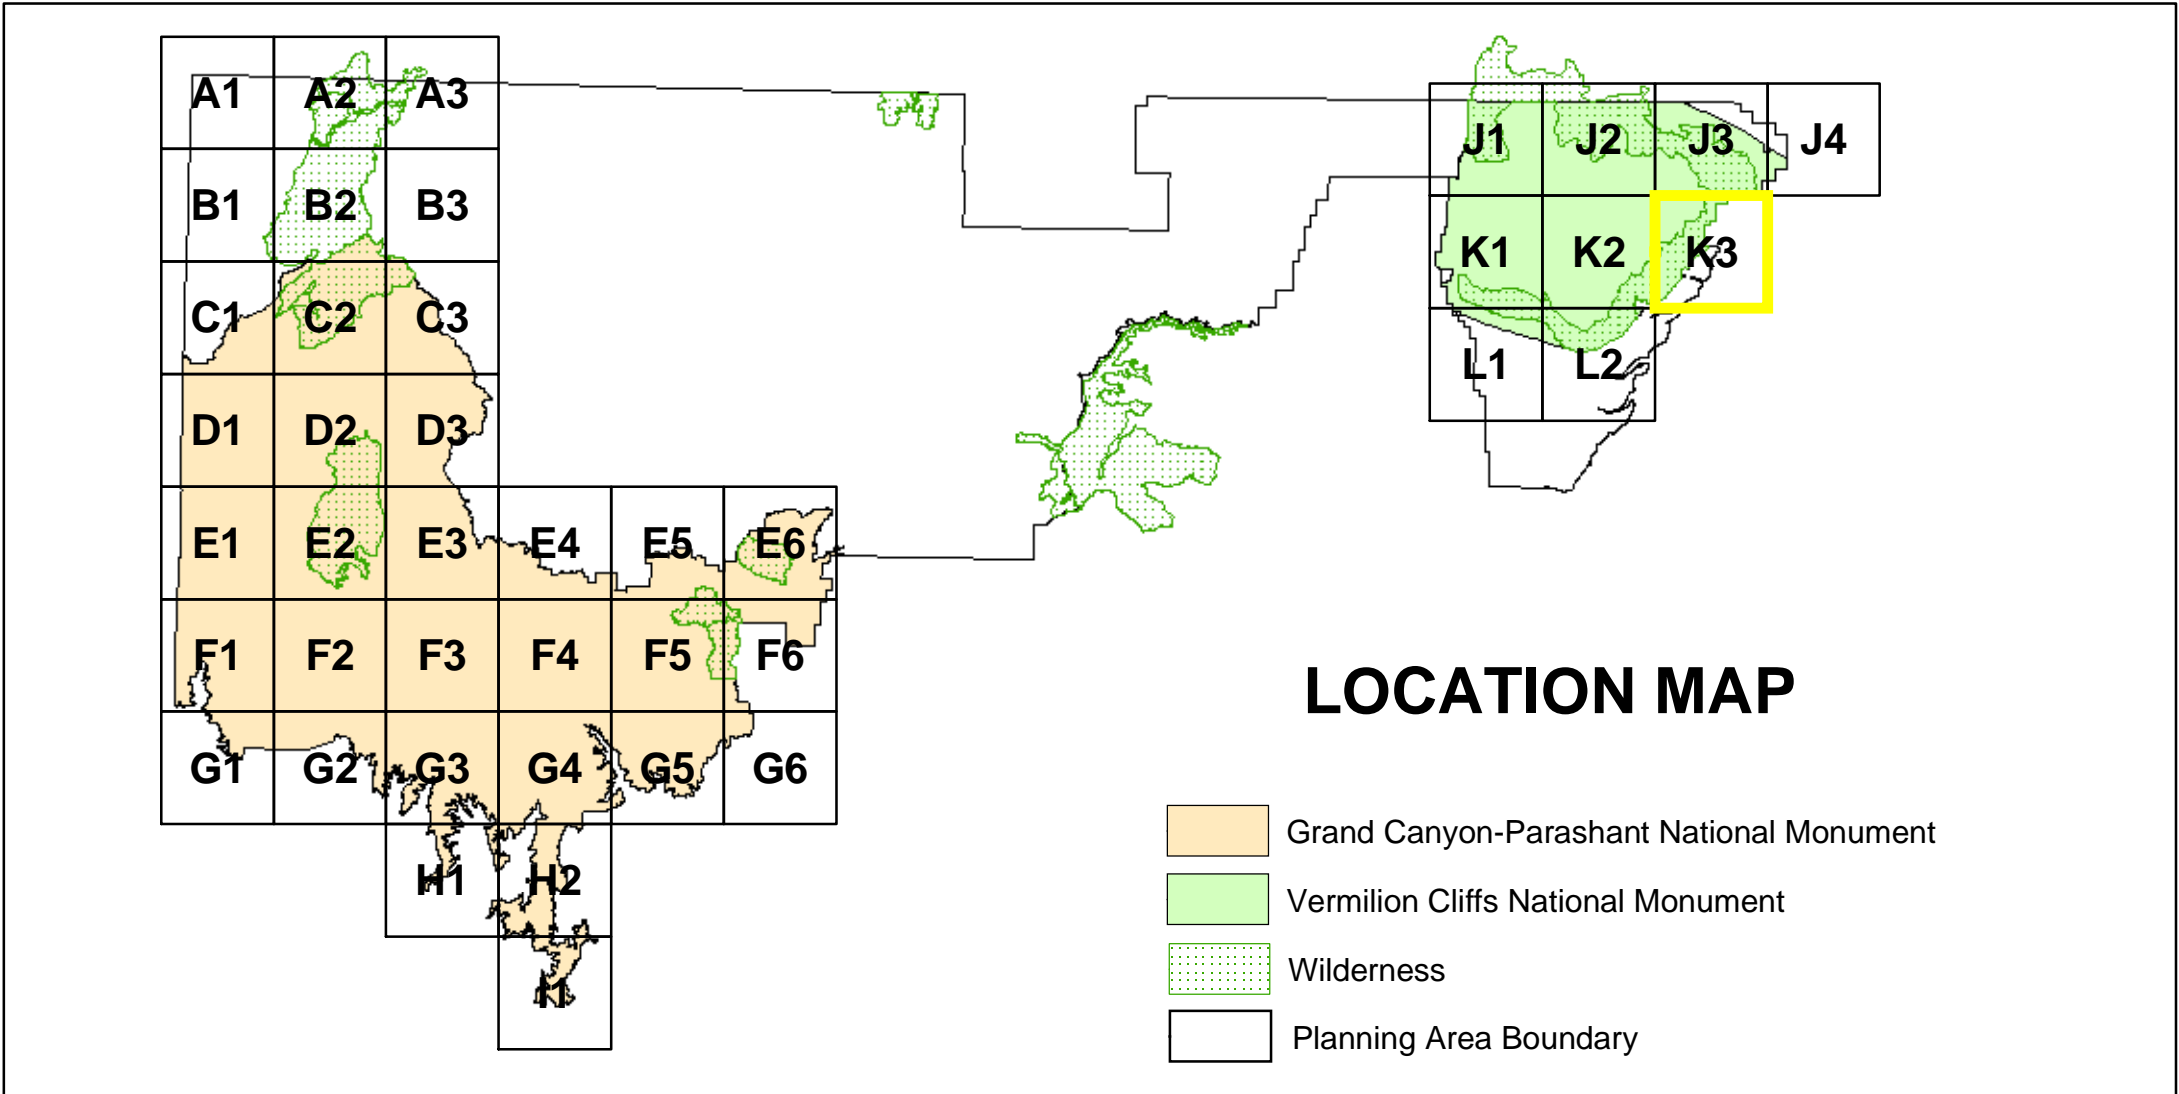 A1 A2 A3
J1 J2 J3 J4
B1 B2 B3
K1 K2 K3
C1 C2 C3
L1 L2
D1 D2 D3
E1 E2 E3 E4 E5 E6
F1 F2 F3 F4 F5 F6
G1 G2 G3 G4 G5 G6
H1 H2
I1
LOCATION MAP
Grand Canyon-Parashant National Monument
Vermilion Cliffs National Monument
Wilderness
Planning Area Boundary